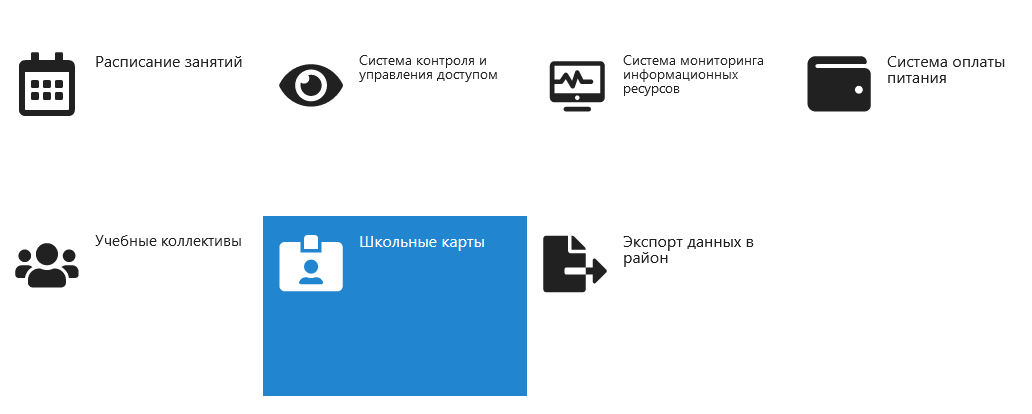 Расписание занятий
Система контроля и
управления доступом
Система мониторинга
информационных
ресурсов
Система оплаты
питания
Учебные коллективы
Школьные карты
Экспорт данных в
район